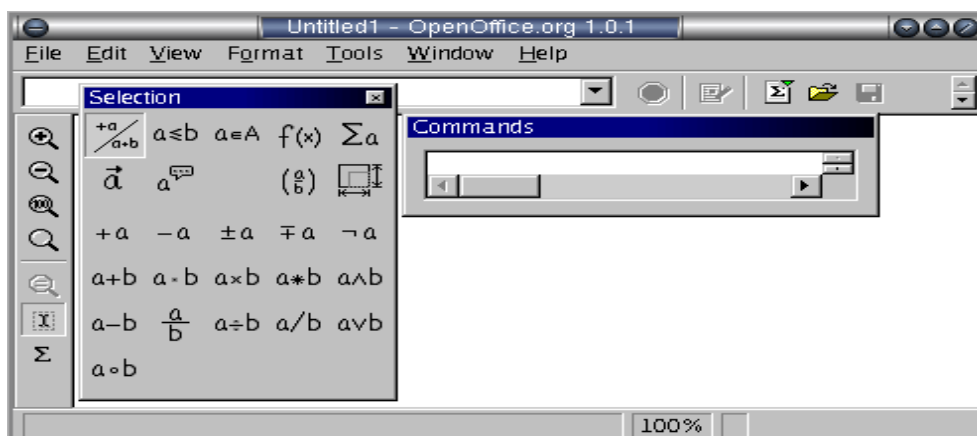 Untitled1 - OpenOffice.org 1.0.1
File Edit View Format Tools Window Help
Selection
+a/a+b a≤b a∈A f(x) Σa
Commands
a⃗ a (a/b)
+a −a ±a ∓a ¬a
a+b a·b a×b a*b a∧b
a−b a/b a÷b a/b a∨b
a∘b
Σ
100%